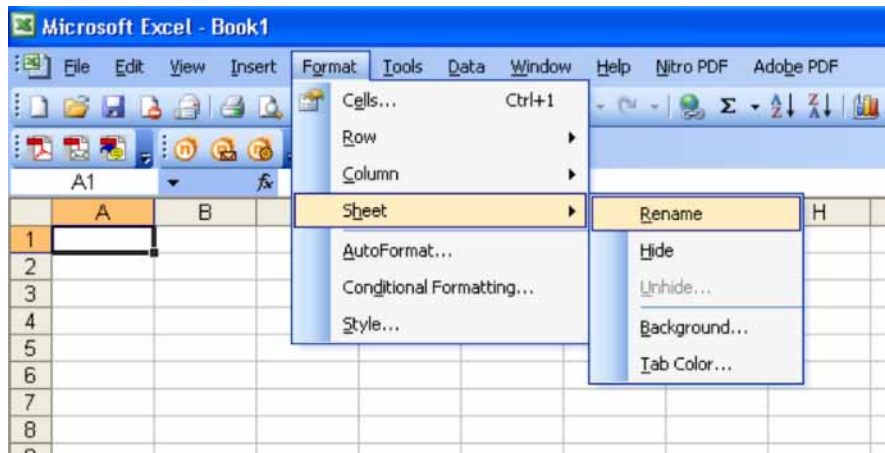 Microsoft Excel - Book1
File Edit View Insert Format Tools Data Window Help Nitro PDF Adobe PDF
Cells... Ctrl+1
Row
Column
Sheet
AutoFormat...
Conditional Formatting...
Style...
Rename
Hide
Unhide...
Background...
Tab Color...
Σ A Z Z A
A1 fx
A B H
1
2
3
4
5
6
7
8